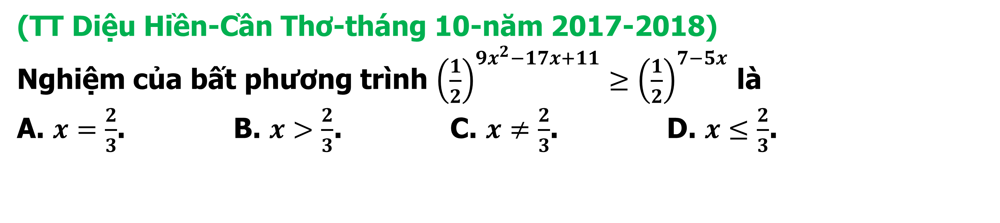 (TT Diệu Hiền-Cần Thơ-tháng 10-năm 2017-2018)
Nghiệm của bất phương trình $\left(\frac{1}{2}\right)^{9x^2-17x+11} \geq \left(\frac{1}{2}\right)^{7-5x}$ là
A. $x = \frac{2}{3}$. B. $x > \frac{2}{3}$. C. $x \neq \frac{2}{3}$. D. $x \leq \frac{2}{3}$.